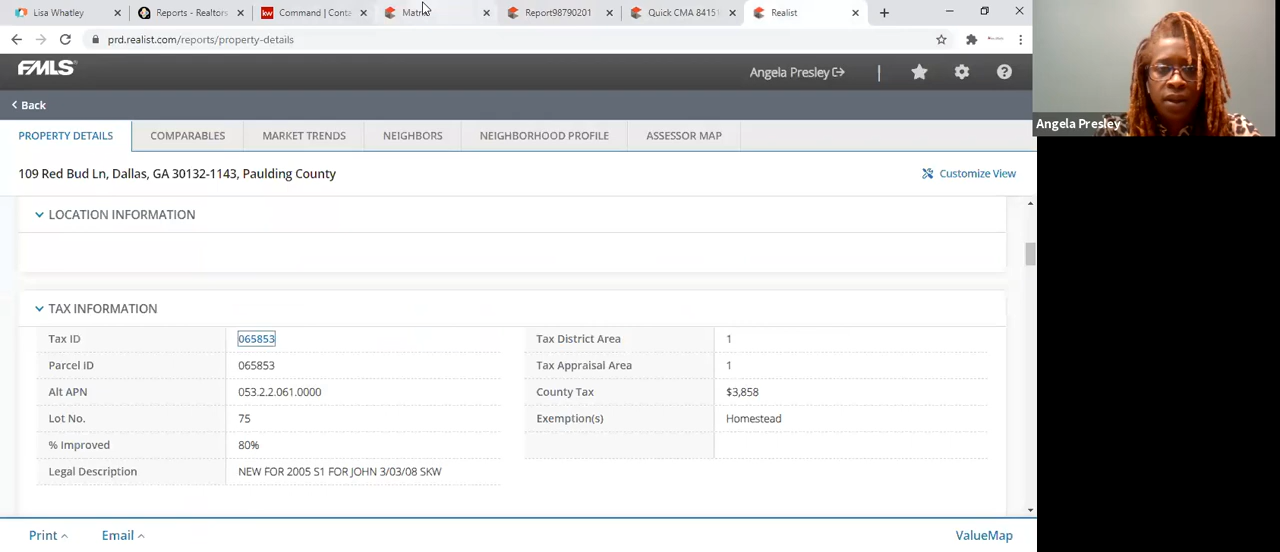 Lisa Whatley
Reports - Realtors
Command | Conta
Matri
Report98790201
Quick CMA 8415
Realist
prd.realist.com/reports/property-details
FMLS
Angela Presley
Back
PROPERTY DETAILS
COMPARABLES
MARKET TRENDS
NEIGHBORS
NEIGHBORHOOD PROFILE
ASSESSOR MAP
109 Red Bud Ln, Dallas, GA 30132-1143, Paulding County
Customize View
LOCATION INFORMATION
TAX INFORMATION
Tax ID 065853
Tax District Area 1
Parcel ID 065853
Tax Appraisal Area 1
Alt APN 053.2.2.061.0000
County Tax $3,858
Lot No. 75
Exemption(s) Homestead
% Improved 80%
Legal Description NEW FOR 2005 S1 FOR JOHN 3/03/08 SKW
Print
Email
ValueMap
Angela Presley